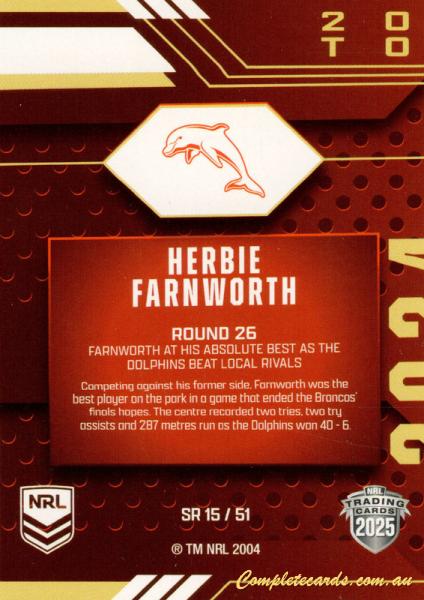 2 0
T 0
HERBIE
FARNWORTH
ROUND 26
FARNWORTH AT HIS ABSOLUTE BEST AS THE
DOLPHINS BEAT LOCAL RIVALS
Competing against his former side, Farnworth was the
best player on the park in a game that ended the Broncos'
finals hopes. The centre recorded two tries, two try
assists and 287 metres run as the Dolphins won 40 - 6.
2024
NRL
SR 15 / 51
NRL
TRADING
CARDS
2025
® TM NRL 2004
Completecards.com.au